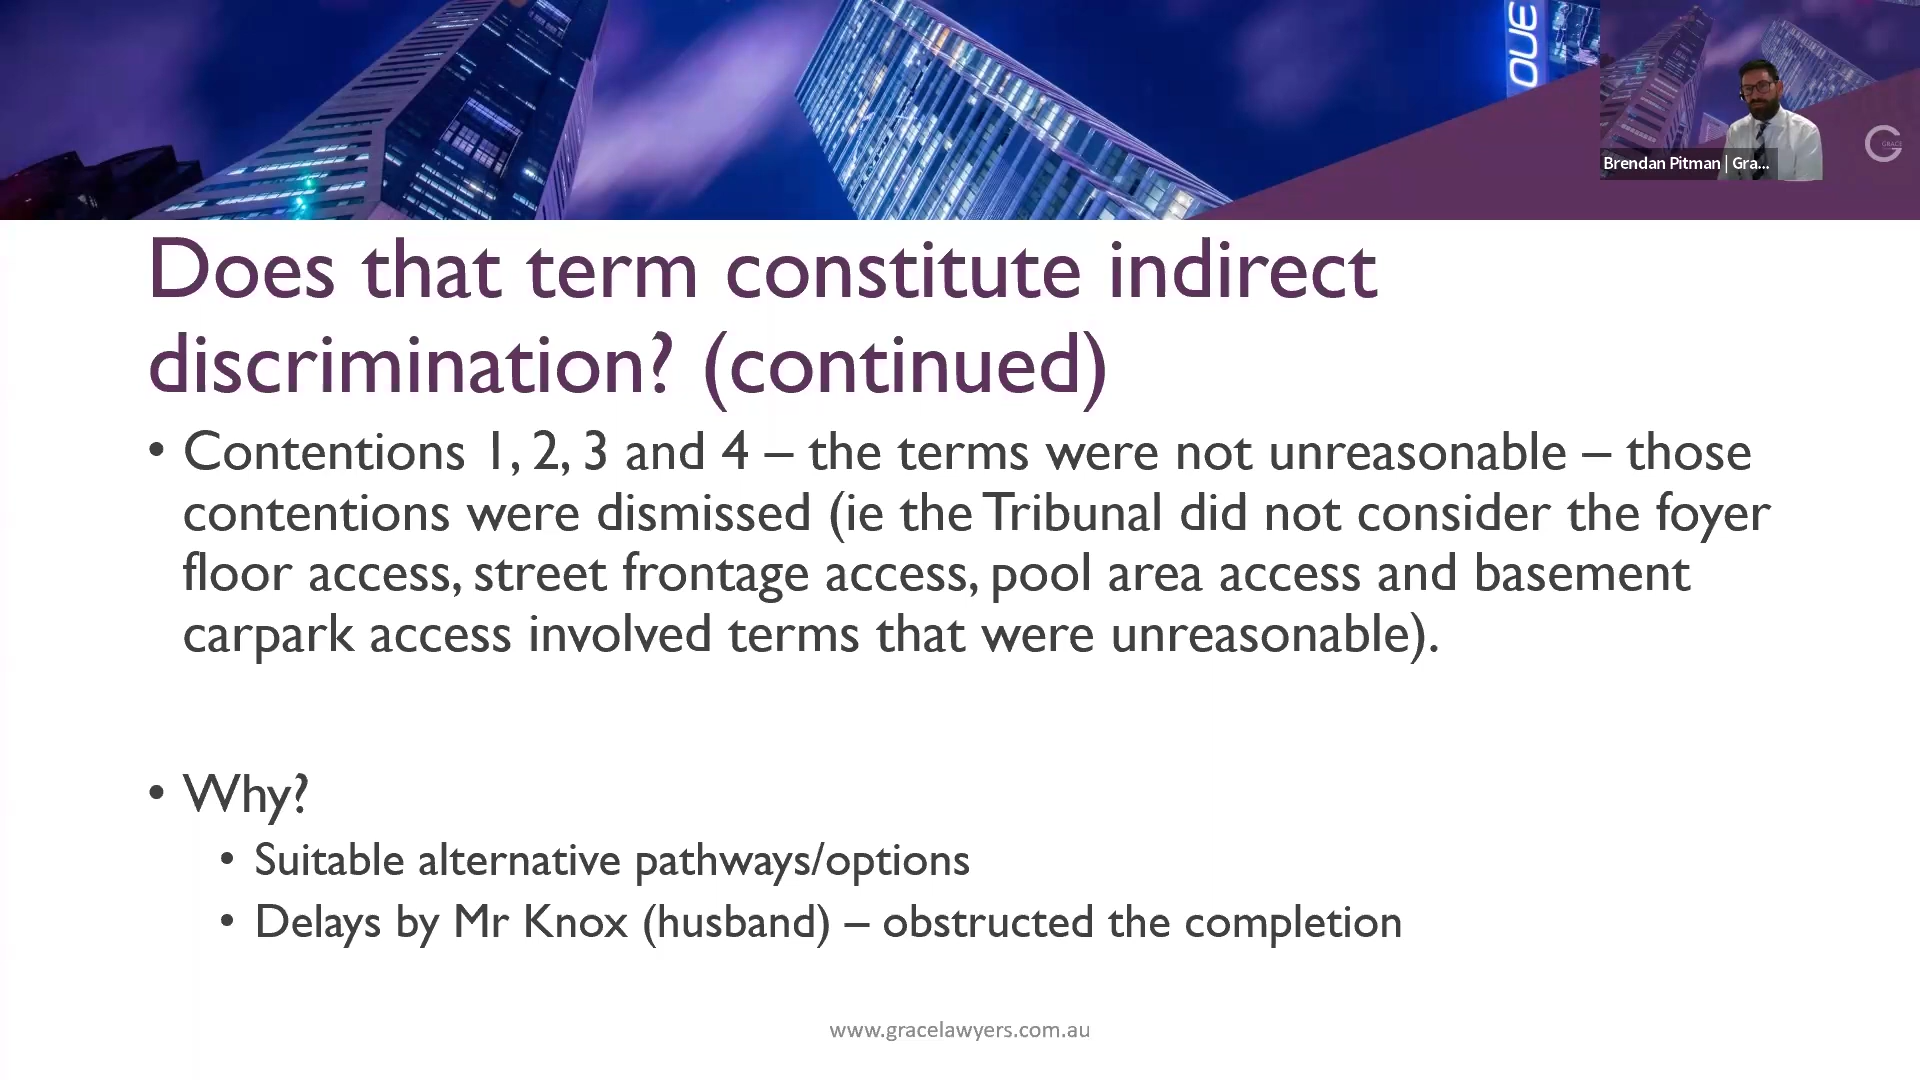 OUE
Brendan Pitman | Gra...
GRACE
Does that term constitute indirect
discrimination? (continued)
• Contentions 1, 2, 3 and 4 – the terms were not unreasonable – those
contentions were dismissed (ie the Tribunal did not consider the foyer
floor access, street frontage access, pool area access and basement
carpark access involved terms that were unreasonable).
• Why?
• Suitable alternative pathways/options
• Delays by Mr Knox (husband) – obstructed the completion
www.gracelawyers.com.au